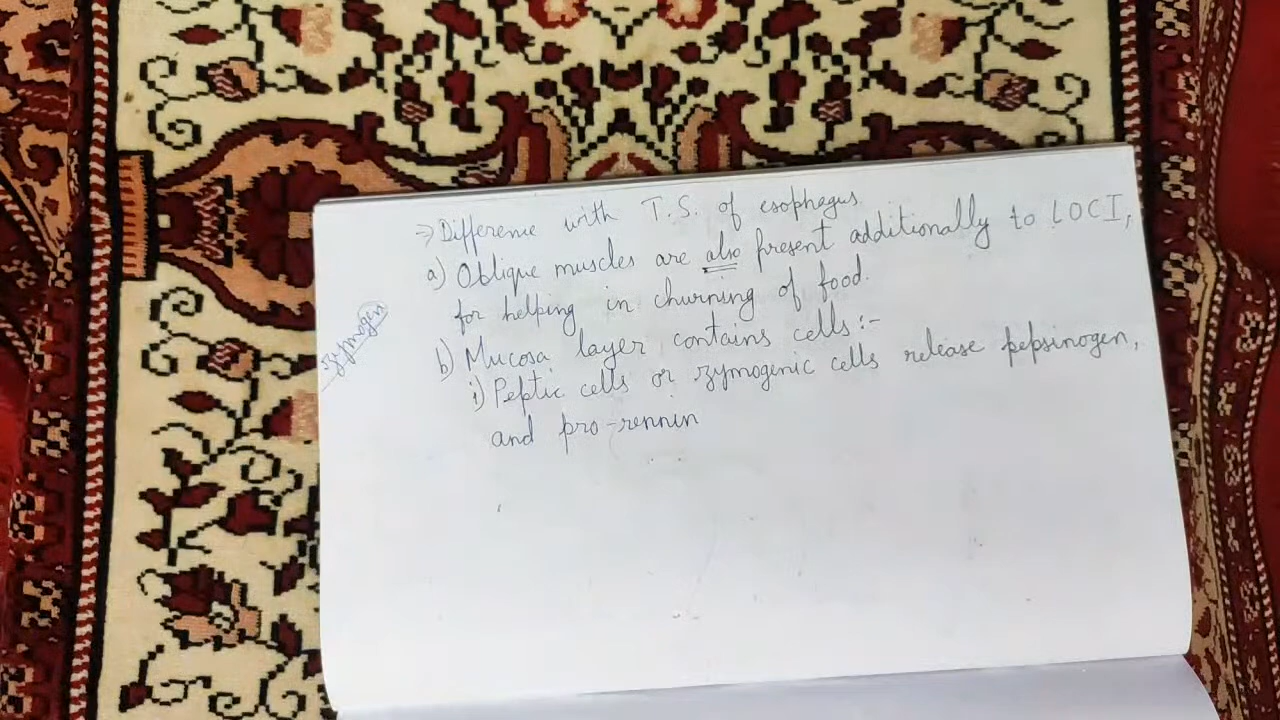 ⇒ Difference with T.S. of esophagus
a) Oblique muscles are also present additionally to LOCI,
for helping in churning of food.
b) Mucosa layer contains cells :-
i) Peptic cells or zymogenic cells release pepsinogen,
and pro-rennin